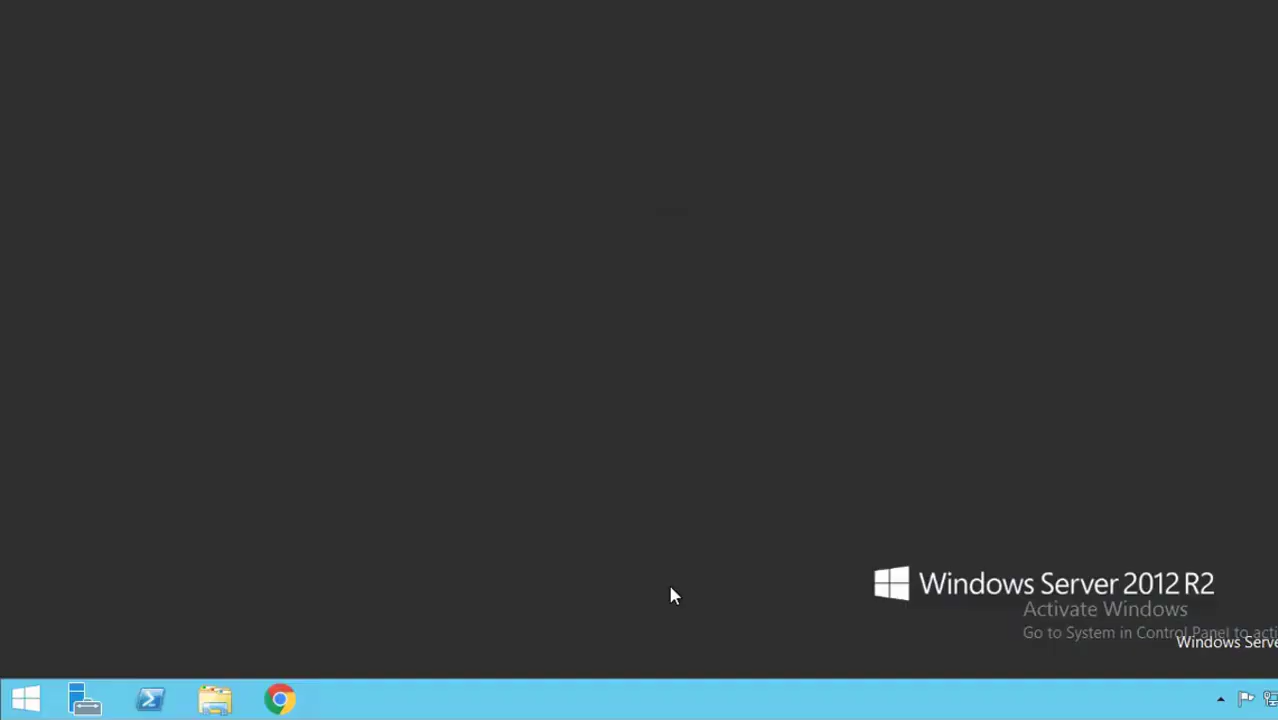 Windows Server 2012 R2
Activate Windows
Go to System in Control Panel to acti
Windows Serve